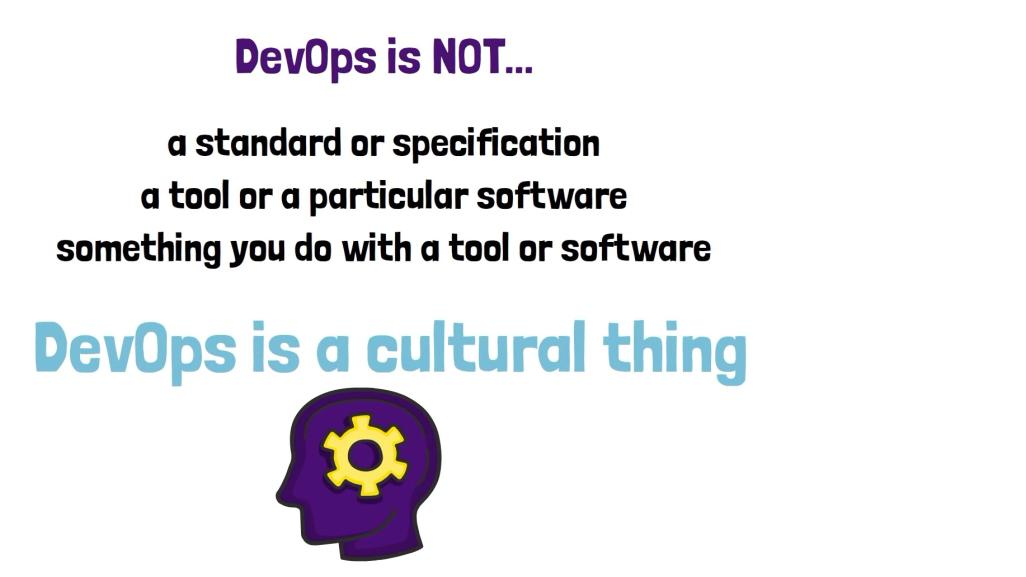 DevOps is NOT...
a standard or specification
a tool or a particular software
something you do with a tool or software
DevOps is a cultural thing